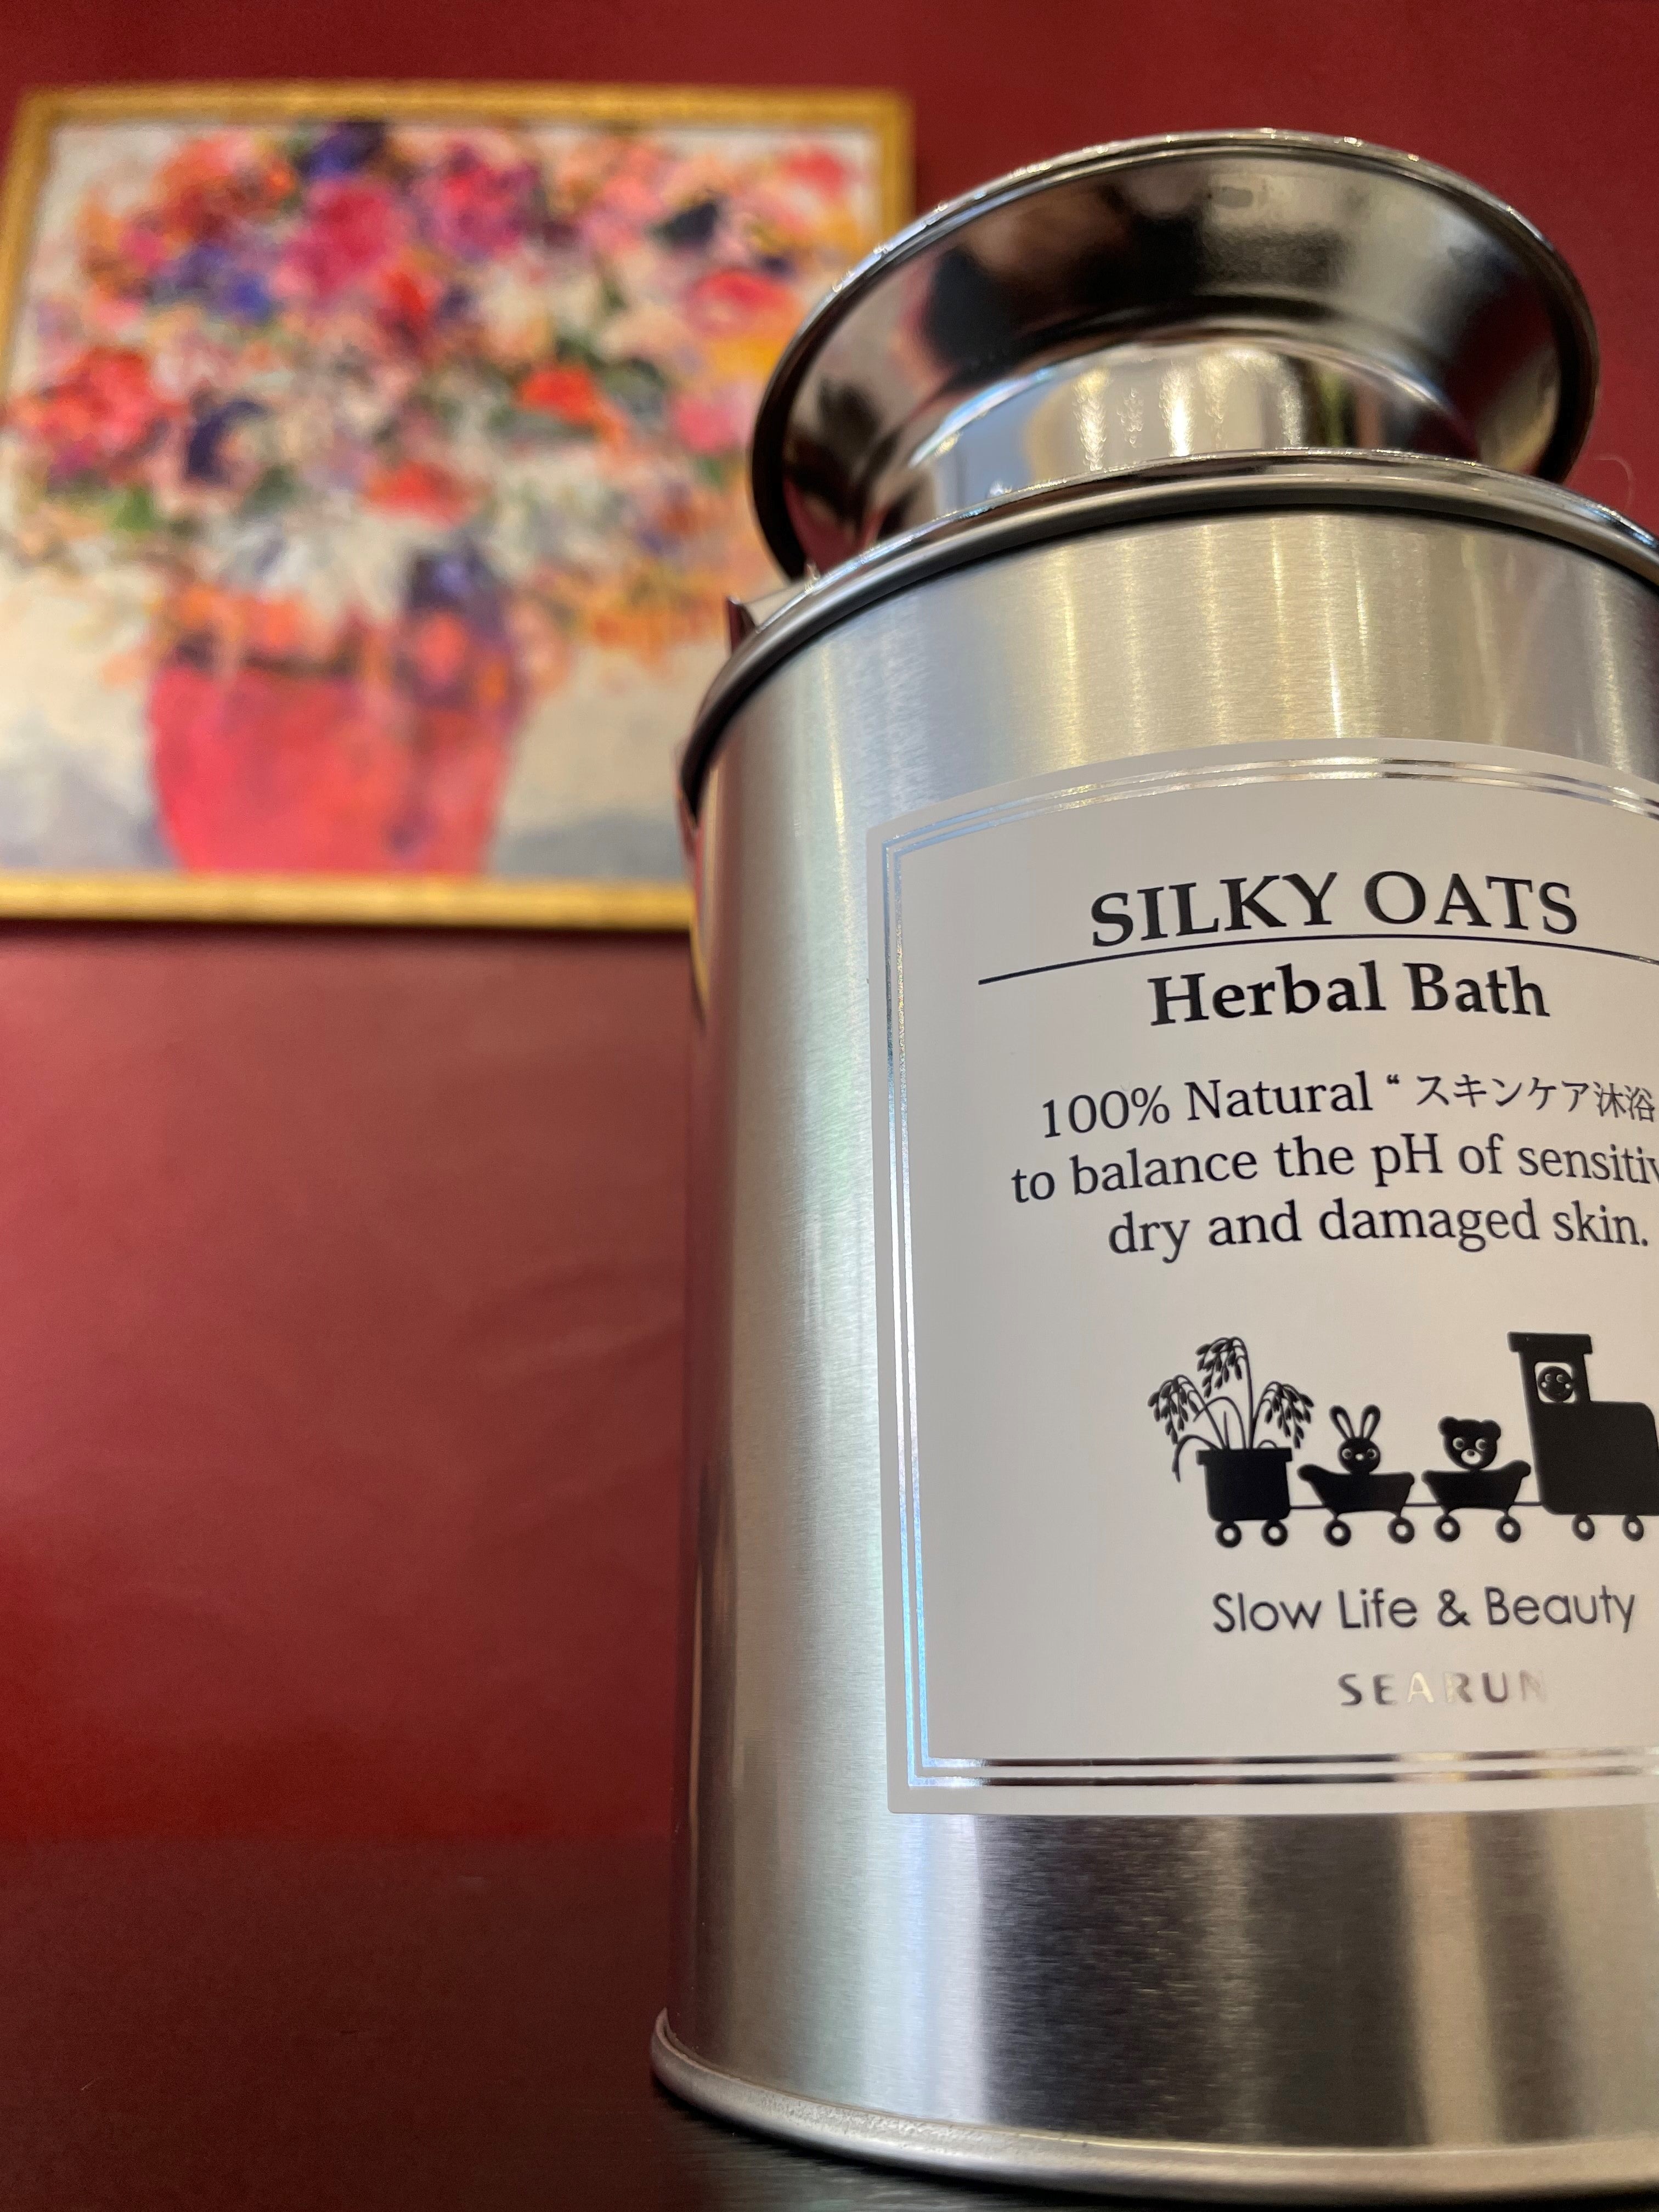 SILKY OATS
Herbal Bath
100% Natural “ スキンケア沐浴
to balance the pH of
dry and damaged skin.
Slow Life & Beauty
SEARUN